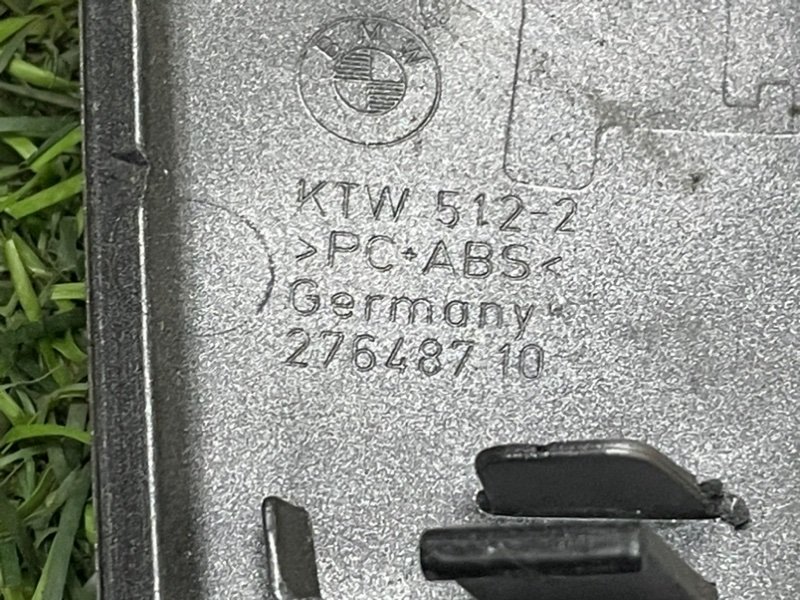 BMW
KTW 512-2
>PC+ABS<
Germany
276487 10